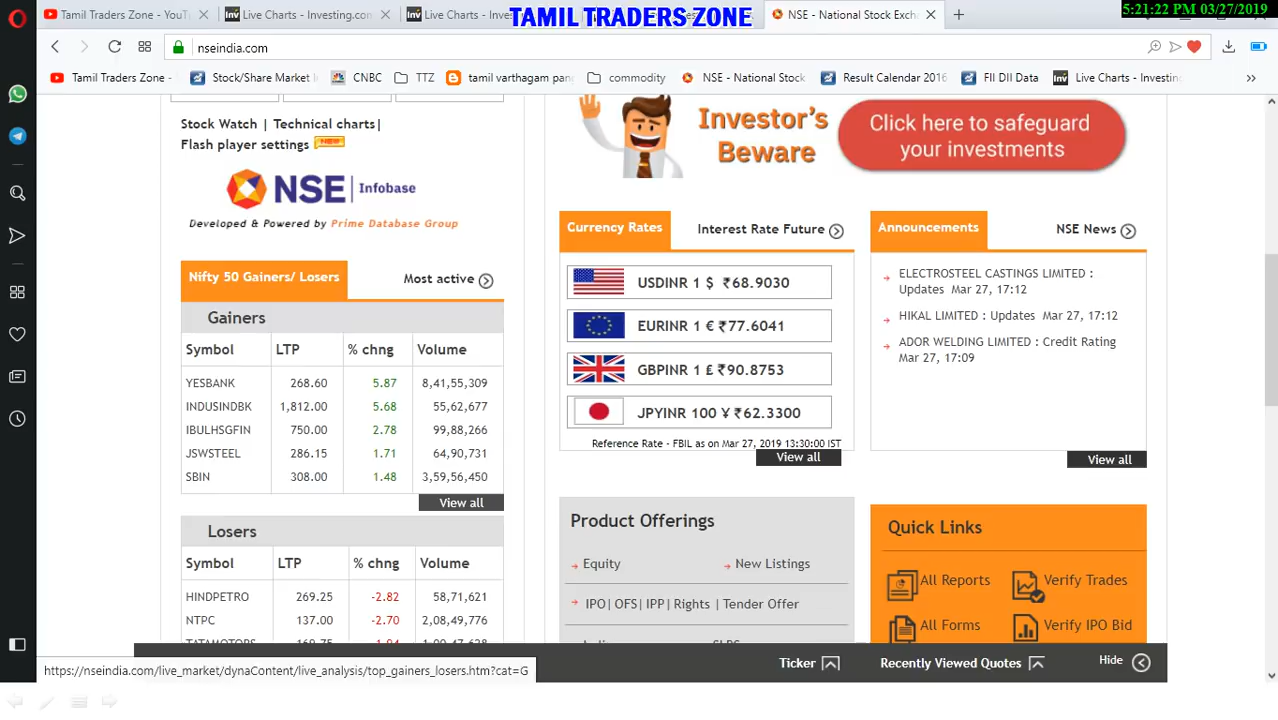 Tamil Traders Zone - YouT
Live Charts - Investing.com
Live Charts - Inves
TAMIL TRADERS ZONE
NSE - National Stock Exch
5:21:22 PM 03/27/2019
nseindia.com
Tamil Traders Zone -
Stock/Share Market I
CNBC
TTZ
tamil varthagam pan
commodity
NSE - National Stock
Result Calendar 2016
FII DII Data
Live Charts - Investin
Stock Watch | Technical charts|
Flash player settings NEW
NSE Infobase
Developed & Powered by Prime Database Group
Investor's
Beware
Click here to safeguard
your investments
Nifty 50 Gainers/ Losers
Most active
Gainers
Symbol LTP % chng Volume
YESBANK 268.60 5.87 8,41,55,309
INDUSINDBK 1,812.00 5.68 55,62,677
IBULHSGFIN 750.00 2.78 99,88,266
JSWSTEEL 286.15 1.71 64,90,731
SBIN 308.00 1.48 3,59,56,450
View all
Losers
Symbol LTP % chng Volume
HINDPETRO 269.25 -2.82 58,71,621
NTPC 137.00 -2.70 2,08,49,776
Currency Rates
Interest Rate Future
USDINR 1 $ ₹68.9030
EURINR 1 € ₹77.6041
GBPINR 1 £ ₹90.8753
JPYINR 100 ¥ ₹62.3300
Reference Rate - FBIL as on Mar 27, 2019 13:30:00 IST
View all
Announcements
NSE News
ELECTROSTEEL CASTINGS LIMITED :
Updates Mar 27, 17:12
HIKAL LIMITED : Updates Mar 27, 17:12
ADOR WELDING LIMITED : Credit Rating
Mar 27, 17:09
View all
Product Offerings
Equity
New Listings
IPO| OFS| IPP| Rights | Tender Offer
Quick Links
All Reports
Verify Trades
All Forms
Verify IPO Bid
Ticker
Recently Viewed Quotes
Hide
https://nseindia.com/live_market/dynaContent/live_analysis/top_gainers_losers.htm?cat=G